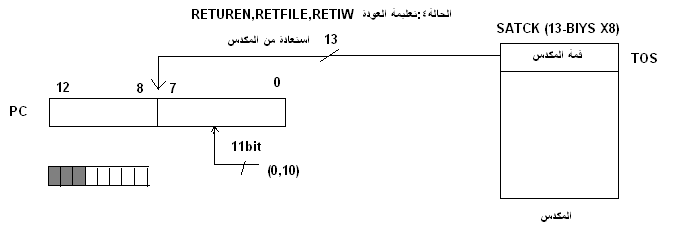 الحالة٤:تعليمة العودة RETUREN,RETFILE,RETIW
SATCK (13-BIYS X8)
استعادة من المكدس 13
قمة المكدس TOS
12 8 7 0
PC
11bit
(0,10)
المكدس